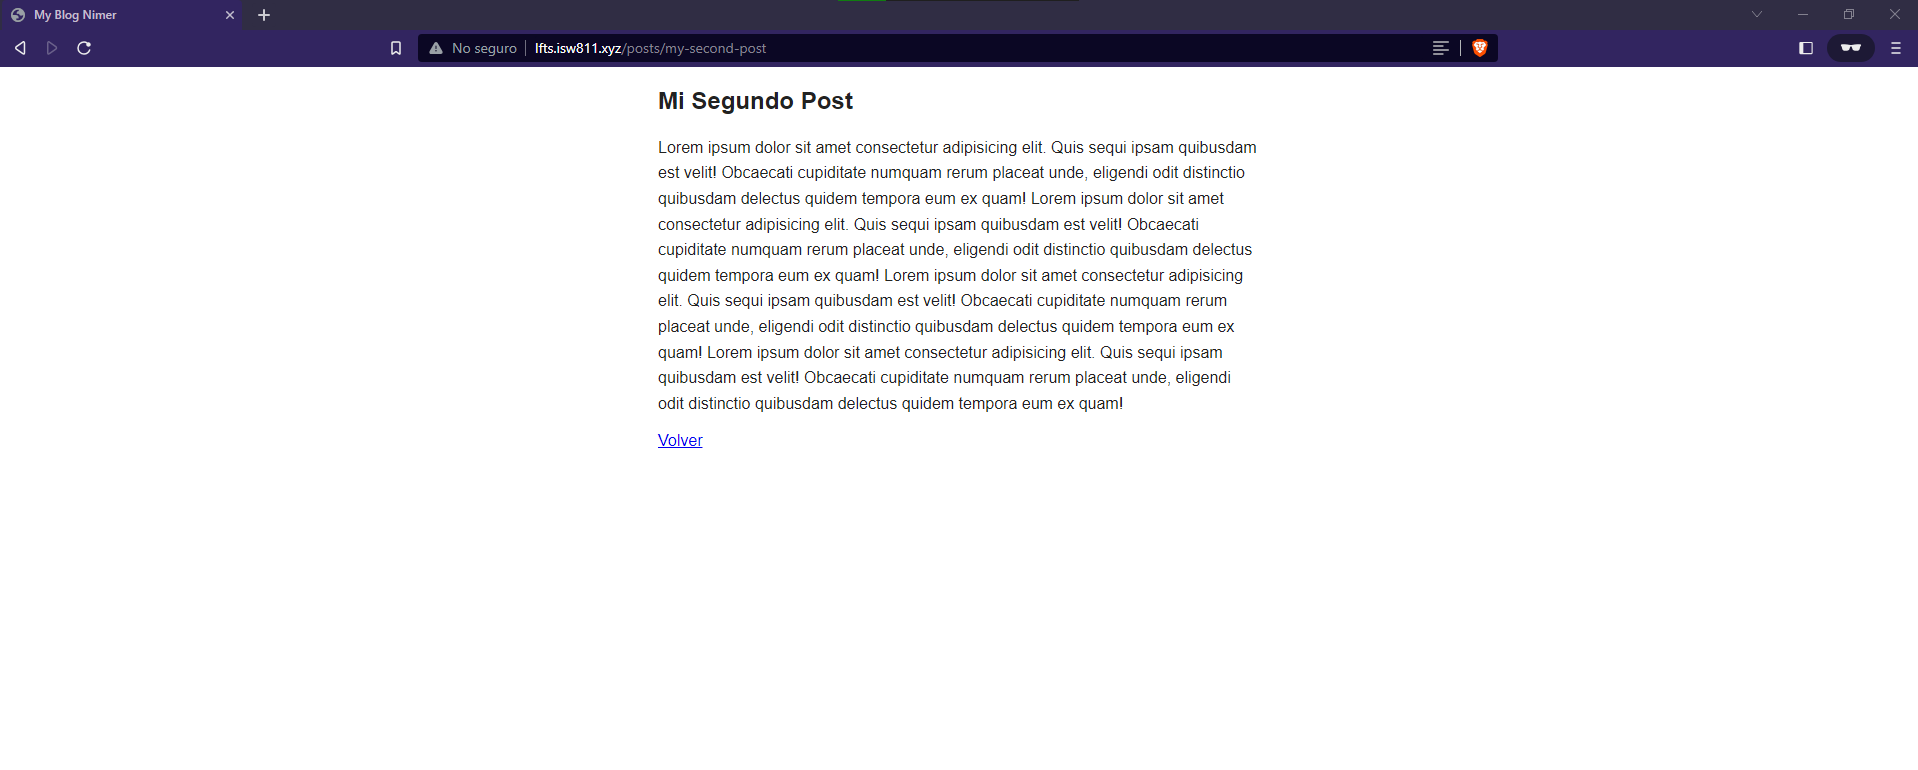 My Blog Nimer
No seguro lfts.isw811.xyz/posts/my-second-post
Mi Segundo Post
Lorem ipsum dolor sit amet consectetur adipisicing elit. Quis sequi ipsam quibusdam
est velit! Obcaecati cupiditate numquam rerum placeat unde, eligendi odit distinctio
quibusdam delectus quidem tempora eum ex quam! Lorem ipsum dolor sit amet
consectetur adipisicing elit. Quis sequi ipsam quibusdam est velit! Obcaecati
cupiditate numquam rerum placeat unde, eligendi odit distinctio quibusdam delectus
quidem tempora eum ex quam! Lorem ipsum dolor sit amet consectetur adipisicing
elit. Quis sequi ipsam quibusdam est velit! Obcaecati cupiditate numquam rerum
placeat unde, eligendi odit distinctio quibusdam delectus quidem tempora eum ex
quam! Lorem ipsum dolor sit amet consectetur adipisicing elit. Quis sequi ipsam
quibusdam est velit! Obcaecati cupiditate numquam rerum placeat unde, eligendi
odit distinctio quibusdam delectus quidem tempora eum ex quam!
Volver